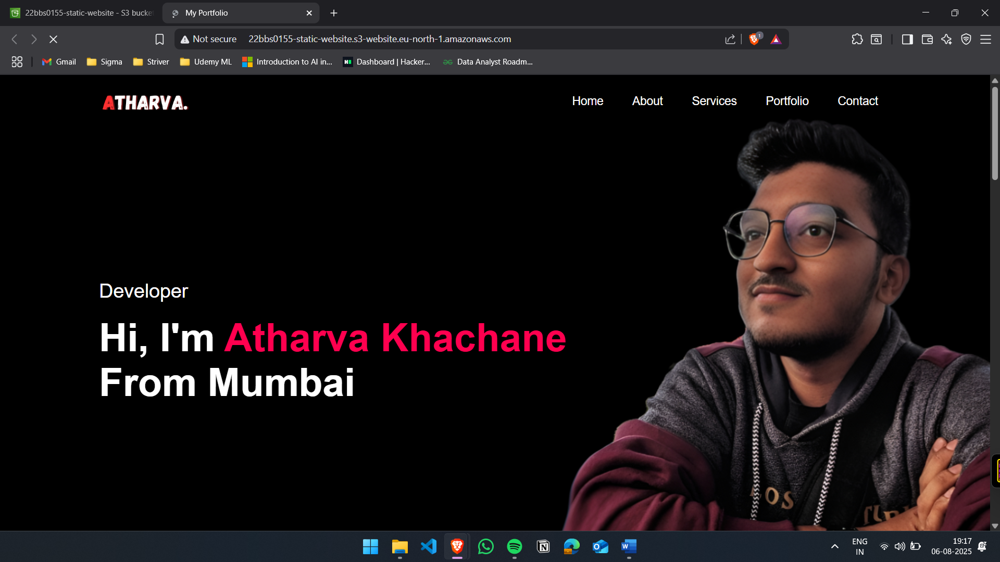 22bbs0155-static-website - S3 bucke
My Portfolio
Not secure
22bbs0155-static-website.s3-website.eu-north-1.amazonaws.com
1
Gmail
Sigma
Striver
Udemy ML
Introduction to AI in...
Dashboard | Hacker...
Data Analyst Roadm...
ATHARVA.
Home
About
Services
Portfolio
Contact
Developer
Hi, I'm Atharva Khachane
From Mumbai
OS
ENG
IN
19:17
06-08-2025